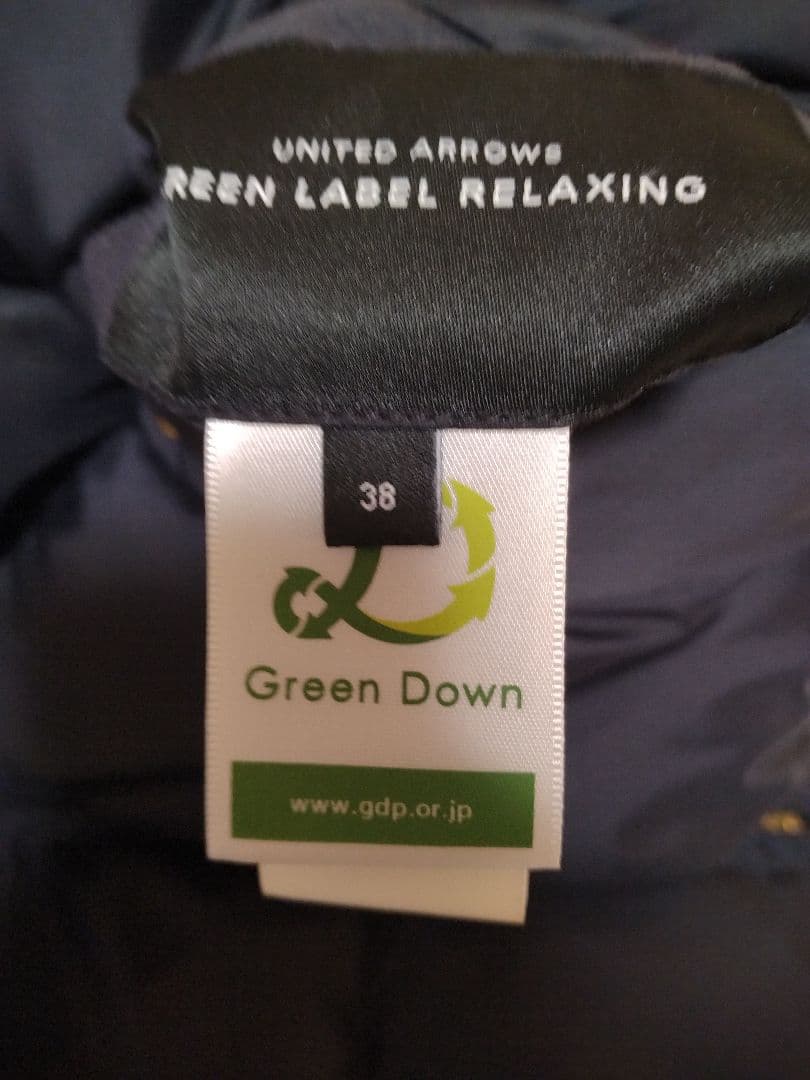 UNITED ARROWS
REEN LABEL RELAXING
38
Green Down
www.gdp.or.jp